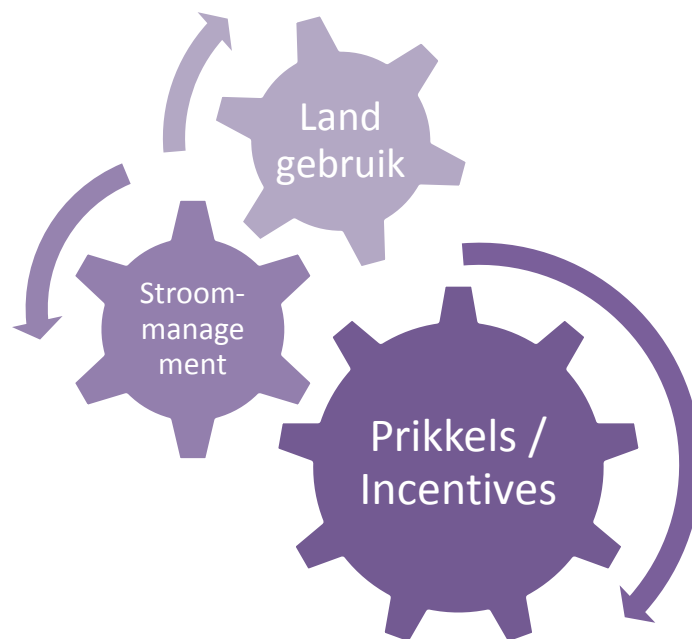 Land
gebruik
Stroom-
manage
ment
Prikkels /
Incentives